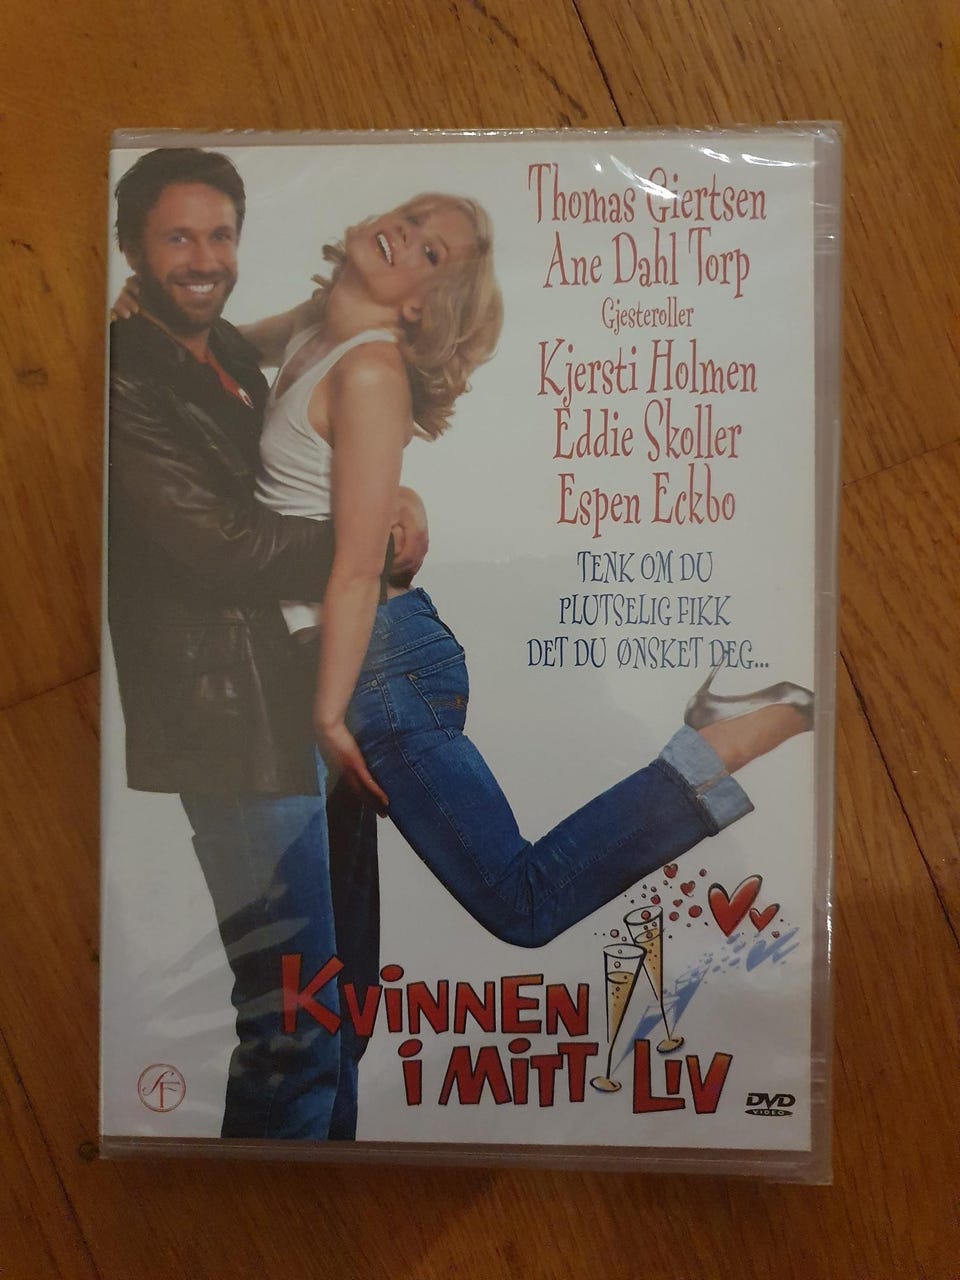 Thomas Giertsen
Ane Dahl Torp
Gjesteroller
Kjersti Holmen
Eddie Skoller
Espen Eckbo
TENK OM DU
PLUTSELIG FIKK
DET DU ØNSKET DEG...
KViNNEN
i MiTT LiV
SF
DVD
VIDEO